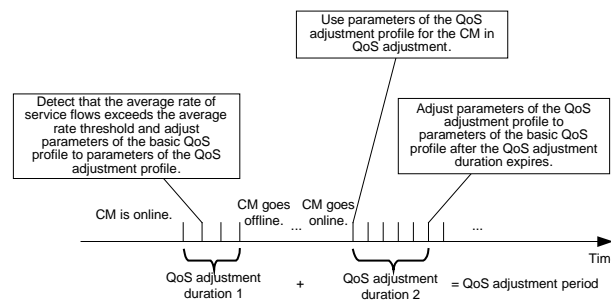 Use parameters of the QoS
adjustment profile for the CM in
QoS adjustment.
Detect that the average rate of
service flows exceeds the average
rate threshold and adjust
parameters of the basic QoS
profile to parameters of the QoS
adjustment profile.
Adjust parameters of the QoS
adjustment profile to
parameters of the basic QoS
profile after the QoS adjustment
duration expires.
CM is online.
CM goes
offline.
...
CM goes
online.
...
Tim
QoS adjustment
duration 1
+
QoS adjustment
duration 2
= QoS adjustment period